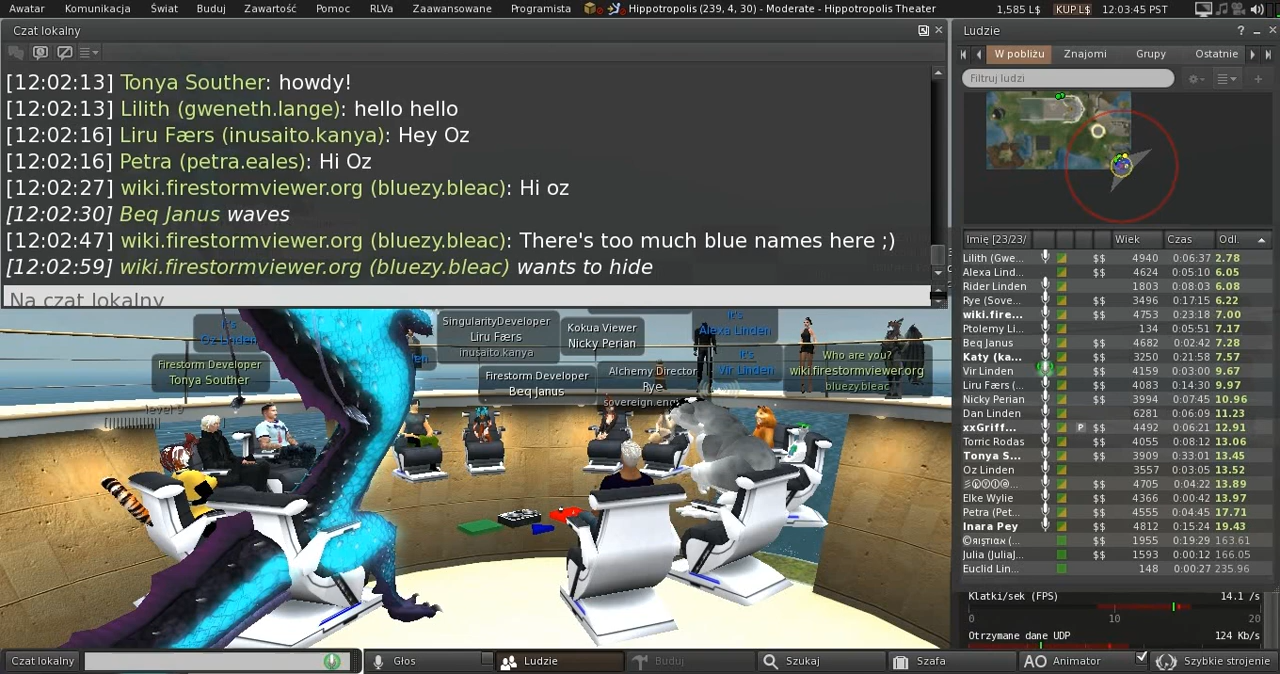 Awatar Komunikacja Świat Buduj Zawartość Pomoc RLVa Zaawansowane Programista Hippotropolis (239, 4, 30) - Moderate - Hippotropolis Theater 1,585 L$ KUP L$ 12:03:45 PST
Czat lokalny
[12:02:13] Tonya Souther: howdy!
[12:02:13] Lilith (gweneth.lange): hello hello
[12:02:16] Liru Færs (inusaito.kanya): Hey Oz
[12:02:16] Petra (petra.eales): Hi Oz
[12:02:27] wiki.firestormviewer.org (bluezy.bleac): Hi oz
[12:02:30] Beq Janus waves
[12:02:47] wiki.firestormviewer.org (bluezy.bleac): There's too much blue names here ;)
[12:02:59] wiki.firestormviewer.org (bluezy.bleac) wants to hide
Na czat lokalny
It's
Oz Linden
Firestorm Developer
Tonya Souther
level 9
SingularityDeveloper
Liru Færs
inusaito.kanya
Kokua Viewer
Nicky Perian
Firestorm Developer
Beq Janus
Alchemy Director
Rye
It's
Alexa Linden
It's
Vir Linden
Who are you?
wiki.firestormviewer.org
bluezy.bleac
Ludzie
W pobliżu Znajomi Grupy Ostatnie
Filtruj ludzi
Imię [23/23/ Wiek Czas Odl.
Lilith (Gwe... $$ 4940 0:06:37 2.78
Alexa Lind... $$ 4624 0:05:10 6.05
Rider Linden 1803 0:08:03 6.08
Rye (Sove... $$ 3496 0:17:15 6.22
wiki.fire... $$ 4753 0:23:18 7.00
Ptolemy Li... 134 0:05:51 7.17
Beq Janus $$ 4682 0:02:42 7.28
Katy (ka... $$ 3250 0:21:58 7.57
Vir Linden $$ 4159 0:03:00 9.67
Liru Færs (... $$ 4083 0:14:30 9.97
Nicky Perian $$ 3994 0:07:45 10.96
Dan Linden 6281 0:06:09 11.23
xxGriff... P $$ 4492 0:06:21 12.91
Torric Rodas $$ 4055 0:08:12 13.06
Tonya S... $$ 3909 0:33:01 13.45
Oz Linden 3557 0:03:05 13.52
$$ 4705 0:04:22 13.89
Elke Wylie $$ 4366 0:00:42 13.97
Petra (Pet... $$ 4555 0:04:45 17.71
Inara Pey $$ 4812 0:15:24 19.43
$$ 1955 0:19:29 163.61
Julia (JuliaJ... $$ 1593 0:00:12 166.05
Euclid Lin... 148 0:00:27 235.96
Klatki/sek (FPS) 14.1 /s
0 10 20
Otrzymane dane UDP 124 Kb/s
Czat lokalny Głos Ludzie Buduj Szukaj Szafa AO Animator Szybkie strojenie